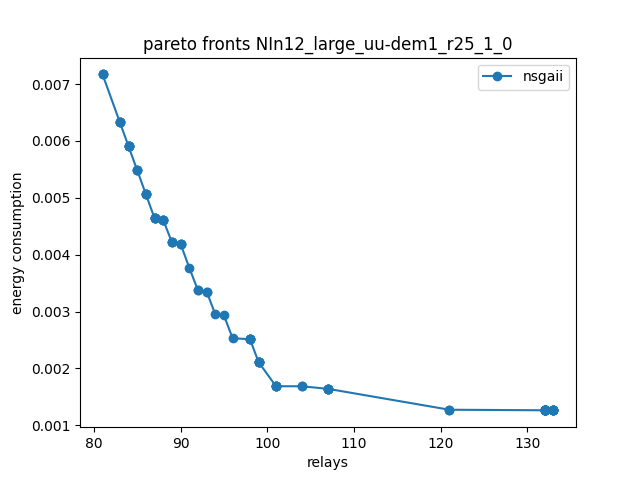 pareto fronts NIn12_large_uu-dem1_r25_1_0
nsgaii
energy consumption
0.007
0.006
0.005
0.004
0.003
0.002
0.001
80 90 100 110 120 130
relays